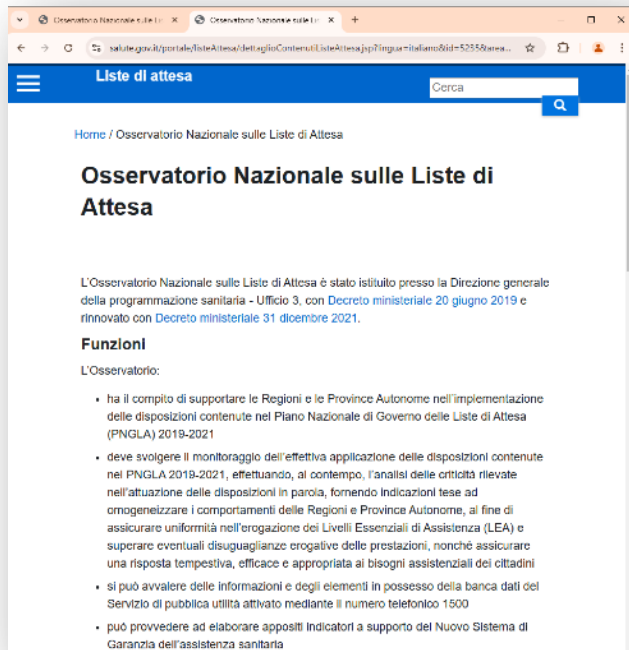 Osservatorio Nazionale sulle Lis
Osservatorio Nazionale sulle Lis
salute.gov.it/portale/listeAttesa/dettaglioContenutiListeAttesa.jsp?lingua=italiano&id=5235&area...
Liste di attesa
Cerca
Home / Osservatorio Nazionale sulle Liste di Attesa
Osservatorio Nazionale sulle Liste di
Attesa
L'Osservatorio Nazionale sulle Liste di Attesa è stato istituito presso la Direzione generale
della programmazione sanitaria - Ufficio 3, con Decreto ministeriale 20 giugno 2019 e
rinnovato con Decreto ministeriale 31 dicembre 2021.
Funzioni
L'Osservatorio:
• ha il compito di supportare le Regioni e le Province Autonome nell'implementazione
delle disposizioni contenute nel Piano Nazionale di Governo delle Liste di Attesa
(PNGLA) 2019-2021
• deve svolgere il monitoraggio dell'effettiva applicazione delle disposizioni contenute
nel PNGLA 2019-2021, effettuando, al contempo, l'analisi delle criticità rilevate
nell'attuazione delle disposizioni in parola, fornendo indicazioni tese ad
omogeneizzare i comportamenti delle Regioni e Province Autonome, al fine di
assicurare uniformità nell'erogazione dei Livelli Essenziali di Assistenza (LEA) e
superare eventuali disuguaglianze erogative delle prestazioni, nonché assicurare
una risposta tempestiva, efficace e appropriata ai bisogni assistenziali dei cittadini
• si può avvalere delle informazioni e degli elementi in possesso della banca dati del
Servizio di pubblica utilità attivato mediante il numero telefonico 1500
• può provvedere ad elaborare appositi indicatori a supporto del Nuovo Sistema di
Garanzia dell'assistenza sanitaria